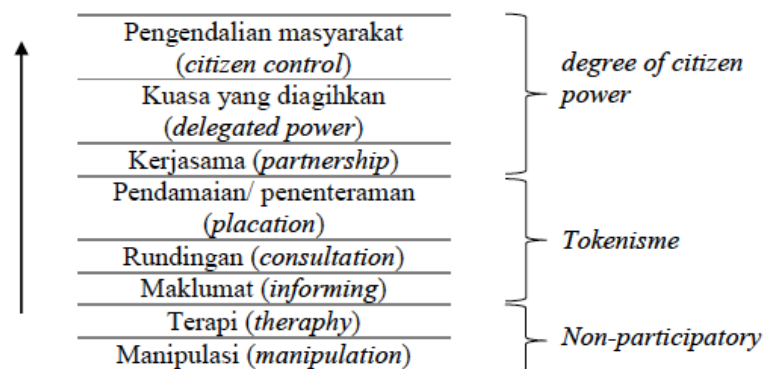 Pengendalian masyarakat
(citizen control)
Kuasa yang diagihkan
(delegated power)
Kerjasama (partnership)
Pendamaian/ penenteraman
(placation)
Rundingan (consultation)
Maklumat (informing)
Terapi (theraphy)
Manipulasi (manipulation)
degree of citizen
power
Tokenisme
Non-participatory